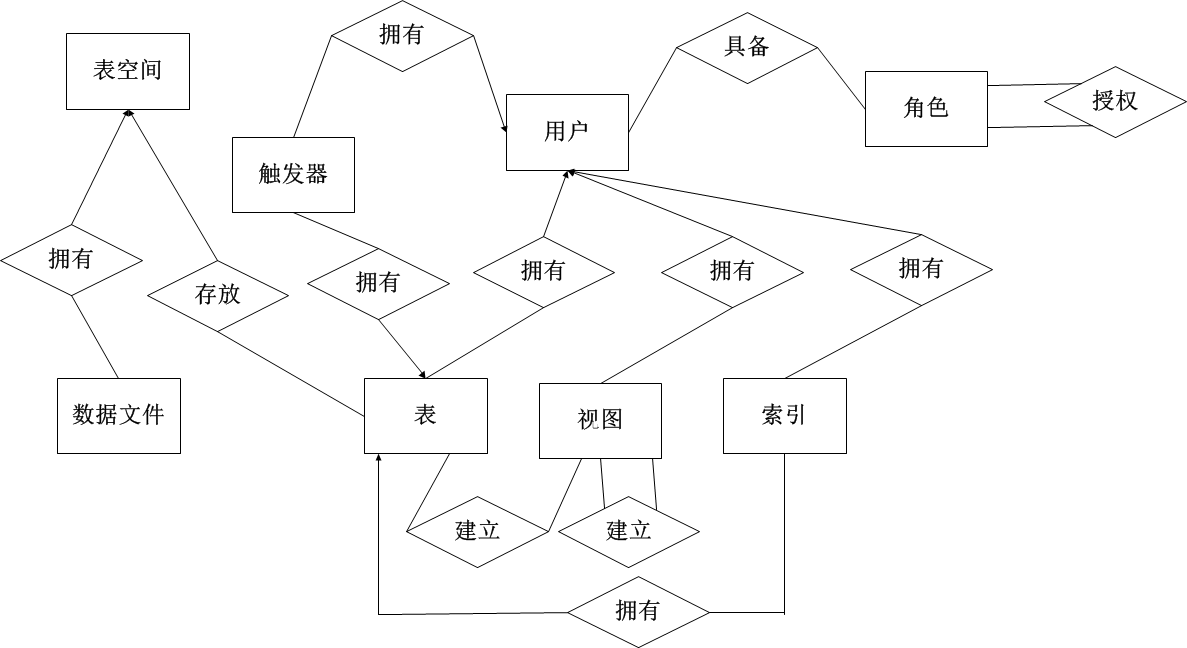 拥有
具备
表空间
角色
授权
用户
触发器
拥有
拥有
拥有
拥有
拥有
存放
数据文件
表
视图
索引
建立
建立
拥有